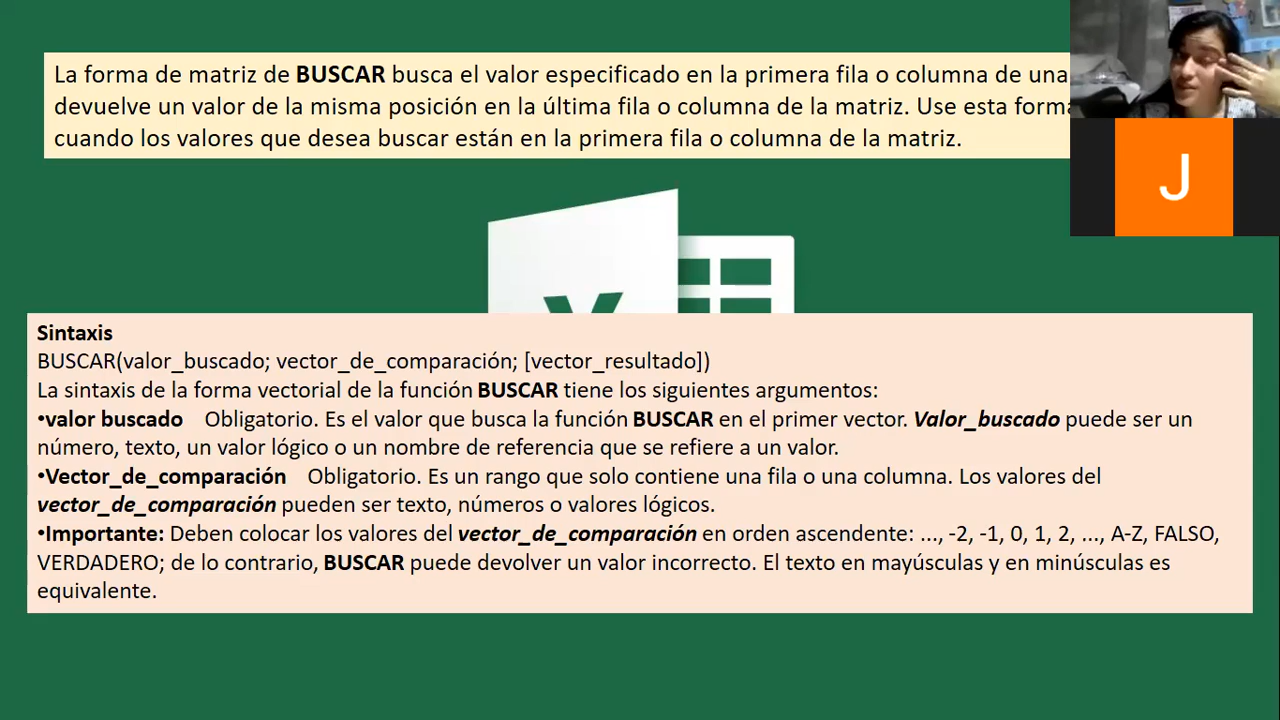 La forma de matriz de BUSCAR busca el valor especificado en la primera fila o columna de una
devuelve un valor de la misma posición en la última fila o columna de la matriz. Use esta forma
cuando los valores que desea buscar están en la primera fila o columna de la matriz.
J
Sintaxis
BUSCAR(valor_buscado; vector_de_comparación; [vector_resultado])
La sintaxis de la forma vectorial de la función BUSCAR tiene los siguientes argumentos:
•valor buscado Obligatorio. Es el valor que busca la función BUSCAR en el primer vector. Valor_buscado puede ser un
número, texto, un valor lógico o un nombre de referencia que se refiere a un valor.
•Vector_de_comparación Obligatorio. Es un rango que solo contiene una fila o una columna. Los valores del
vector_de_comparación pueden ser texto, números o valores lógicos.
•Importante: Deben colocar los valores del vector_de_comparación en orden ascendente: ..., -2, -1, 0, 1, 2, ..., A-Z, FALSO,
VERDADERO; de lo contrario, BUSCAR puede devolver un valor incorrecto. El texto en mayúsculas y en minúsculas es
equivalente.